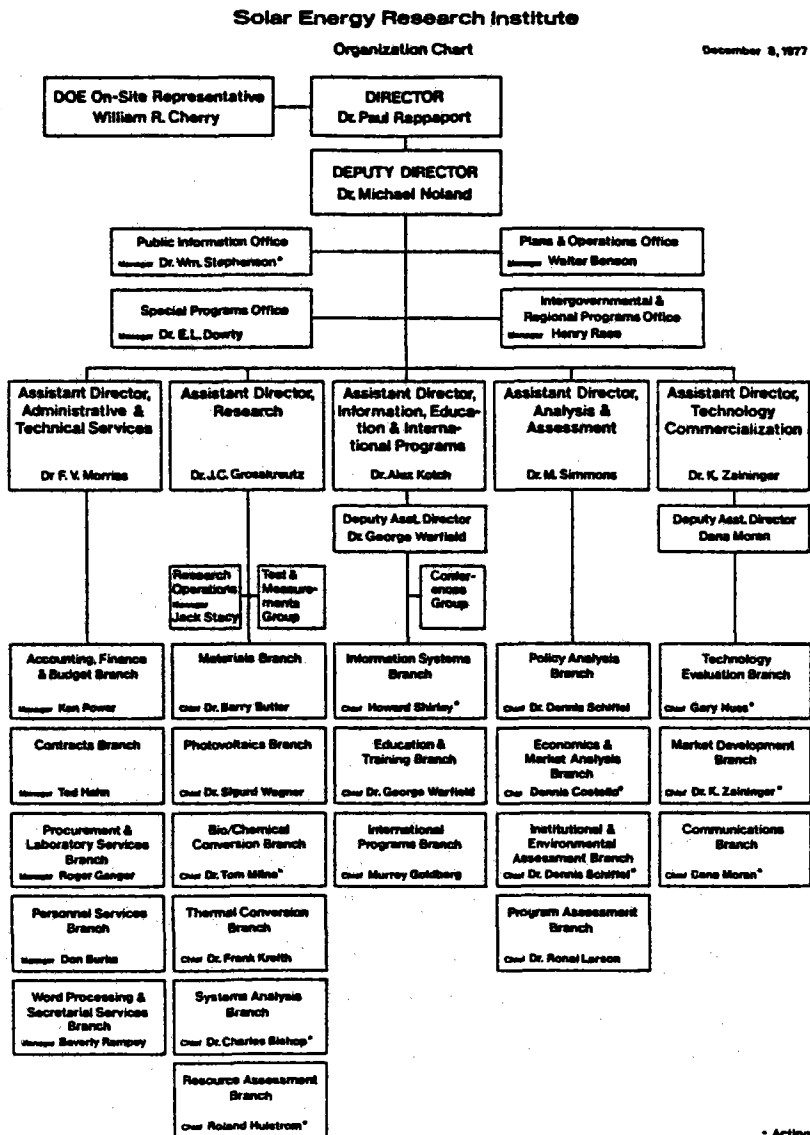 Solar Energy Research Institute
Organization Chart
December 8, 1977
DOE On-Site Representative
William R. Cherry
DIRECTOR
Dr. Paul Rappaport
DEPUTY DIRECTOR
Dr. Michael Noland
Public Information Office
Manager Dr. Wm. Stephenson*
Plans & Operations Office
Manager Walter Benson
Special Programs Office
Manager Dr. E.L. Dowty
Intergovernmental &
Regional Programs Office
Manager Henry Rase
Assistant Director,
Administrative &
Technical Services
Dr F. V. Morriss
Assistant Director,
Research
Dr. J.C. Grosskreutz
Assistant Director,
Information, Educa-
tion & Interna-
tional Programs
Dr. Alex Kotch
Assistant Director,
Analysis &
Assessment
Dr. M. Simmons
Assistant Director,
Technology
Commercialization
Dr. K. Zaininger
Deputy Asst. Director
Dr. George Warfield
Deputy Asst. Director
Dana Moran
Research
Operations
Manager
Jack Stacy
Test &
Measure-
ments
Group
Confer-
ences
Group
Accounting, Finance
& Budget Branch
Manager Ken Power
Materials Branch
Chief Dr. Barry Butler
Information Systems
Branch
Chief Howard Shirley*
Policy Analysis
Branch
Chief Dr. Dennis Schiffel
Technology
Evaluation Branch
Chief Gary Nuss*
Contracts Branch
Manager Ted Hahn
Photovoltaics Branch
Chief Dr. Sigurd Wagner
Education &
Training Branch
Chief Dr. George Warfield
Economics &
Market Analysis
Branch
Chief Dennis Costello*
Market Development
Branch
Chief Dr. K. Zaininger*
Procurement &
Laboratory Services
Branch
Manager Roger Ganger
Bio/Chemical
Conversion Branch
Chief Dr. Tom Milne*
International
Programs Branch
Chief Murrey Goldberg
Institutional &
Environmental
Assessment Branch
Chief Dr. Dennis Schiffel*
Communications
Branch
Chief Dana Moran*
Personnel Services
Branch
Manager Don Burke
Thermal Conversion
Branch
Chief Dr. Frank Kreith
Program Assessment
Branch
Chief Dr. Ronal Larson
Word Processing &
Secretarial Services
Branch
Manager Beverly Rampey
Systems Analysis
Branch
Chief Dr. Charles Bishop*
Resource Assessment
Branch
Chief Roland Hulstrom*
* Acting